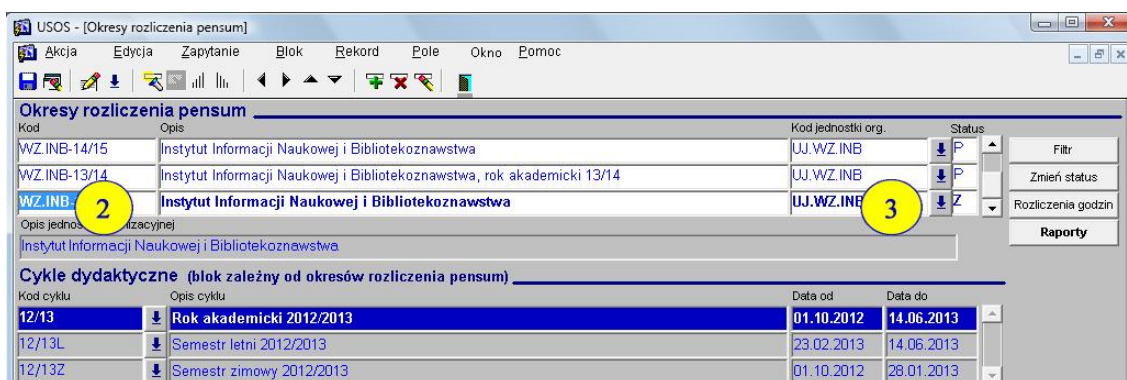 USOS - [Okresy rozliczenia pensum]
Akcja Edycja Zapytanie Blok Rekord Pole Okno Pomoc
Okresy rozliczenia pensum
Kod Opis Kod jednostki org. Status
WZ.INB-14/15 Instytut Informacji Naukowej i Bibliotekoznawstwa UJ.WZ.INB P Filtr
WZ.INB-13/14 Instytut Informacji Naukowej i Bibliotekoznawstwa, rok akademicki 13/14 UJ.WZ.INB P Zmień status
WZ.INB- 2 Instytut Informacji Naukowej i Bibliotekoznawstwa UJ.WZ.INB 3 Z Rozliczenia godzin
Raporty
Instytut Informacji Naukowej i Bibliotekoznawstwa
Cykle dydaktyczne (blok zależny od okresów rozliczenia pensum)
Kod cyklu Opis cyklu Data od Data do
12/13 Rok akademicki 2012/2013 01.10.2012 14.06.2013
12/13L Semestr letni 2012/2013 23.02.2013 14.06.2013
12/13Z Semestr zimowy 2012/2013 01.10.2012 28.01.2013